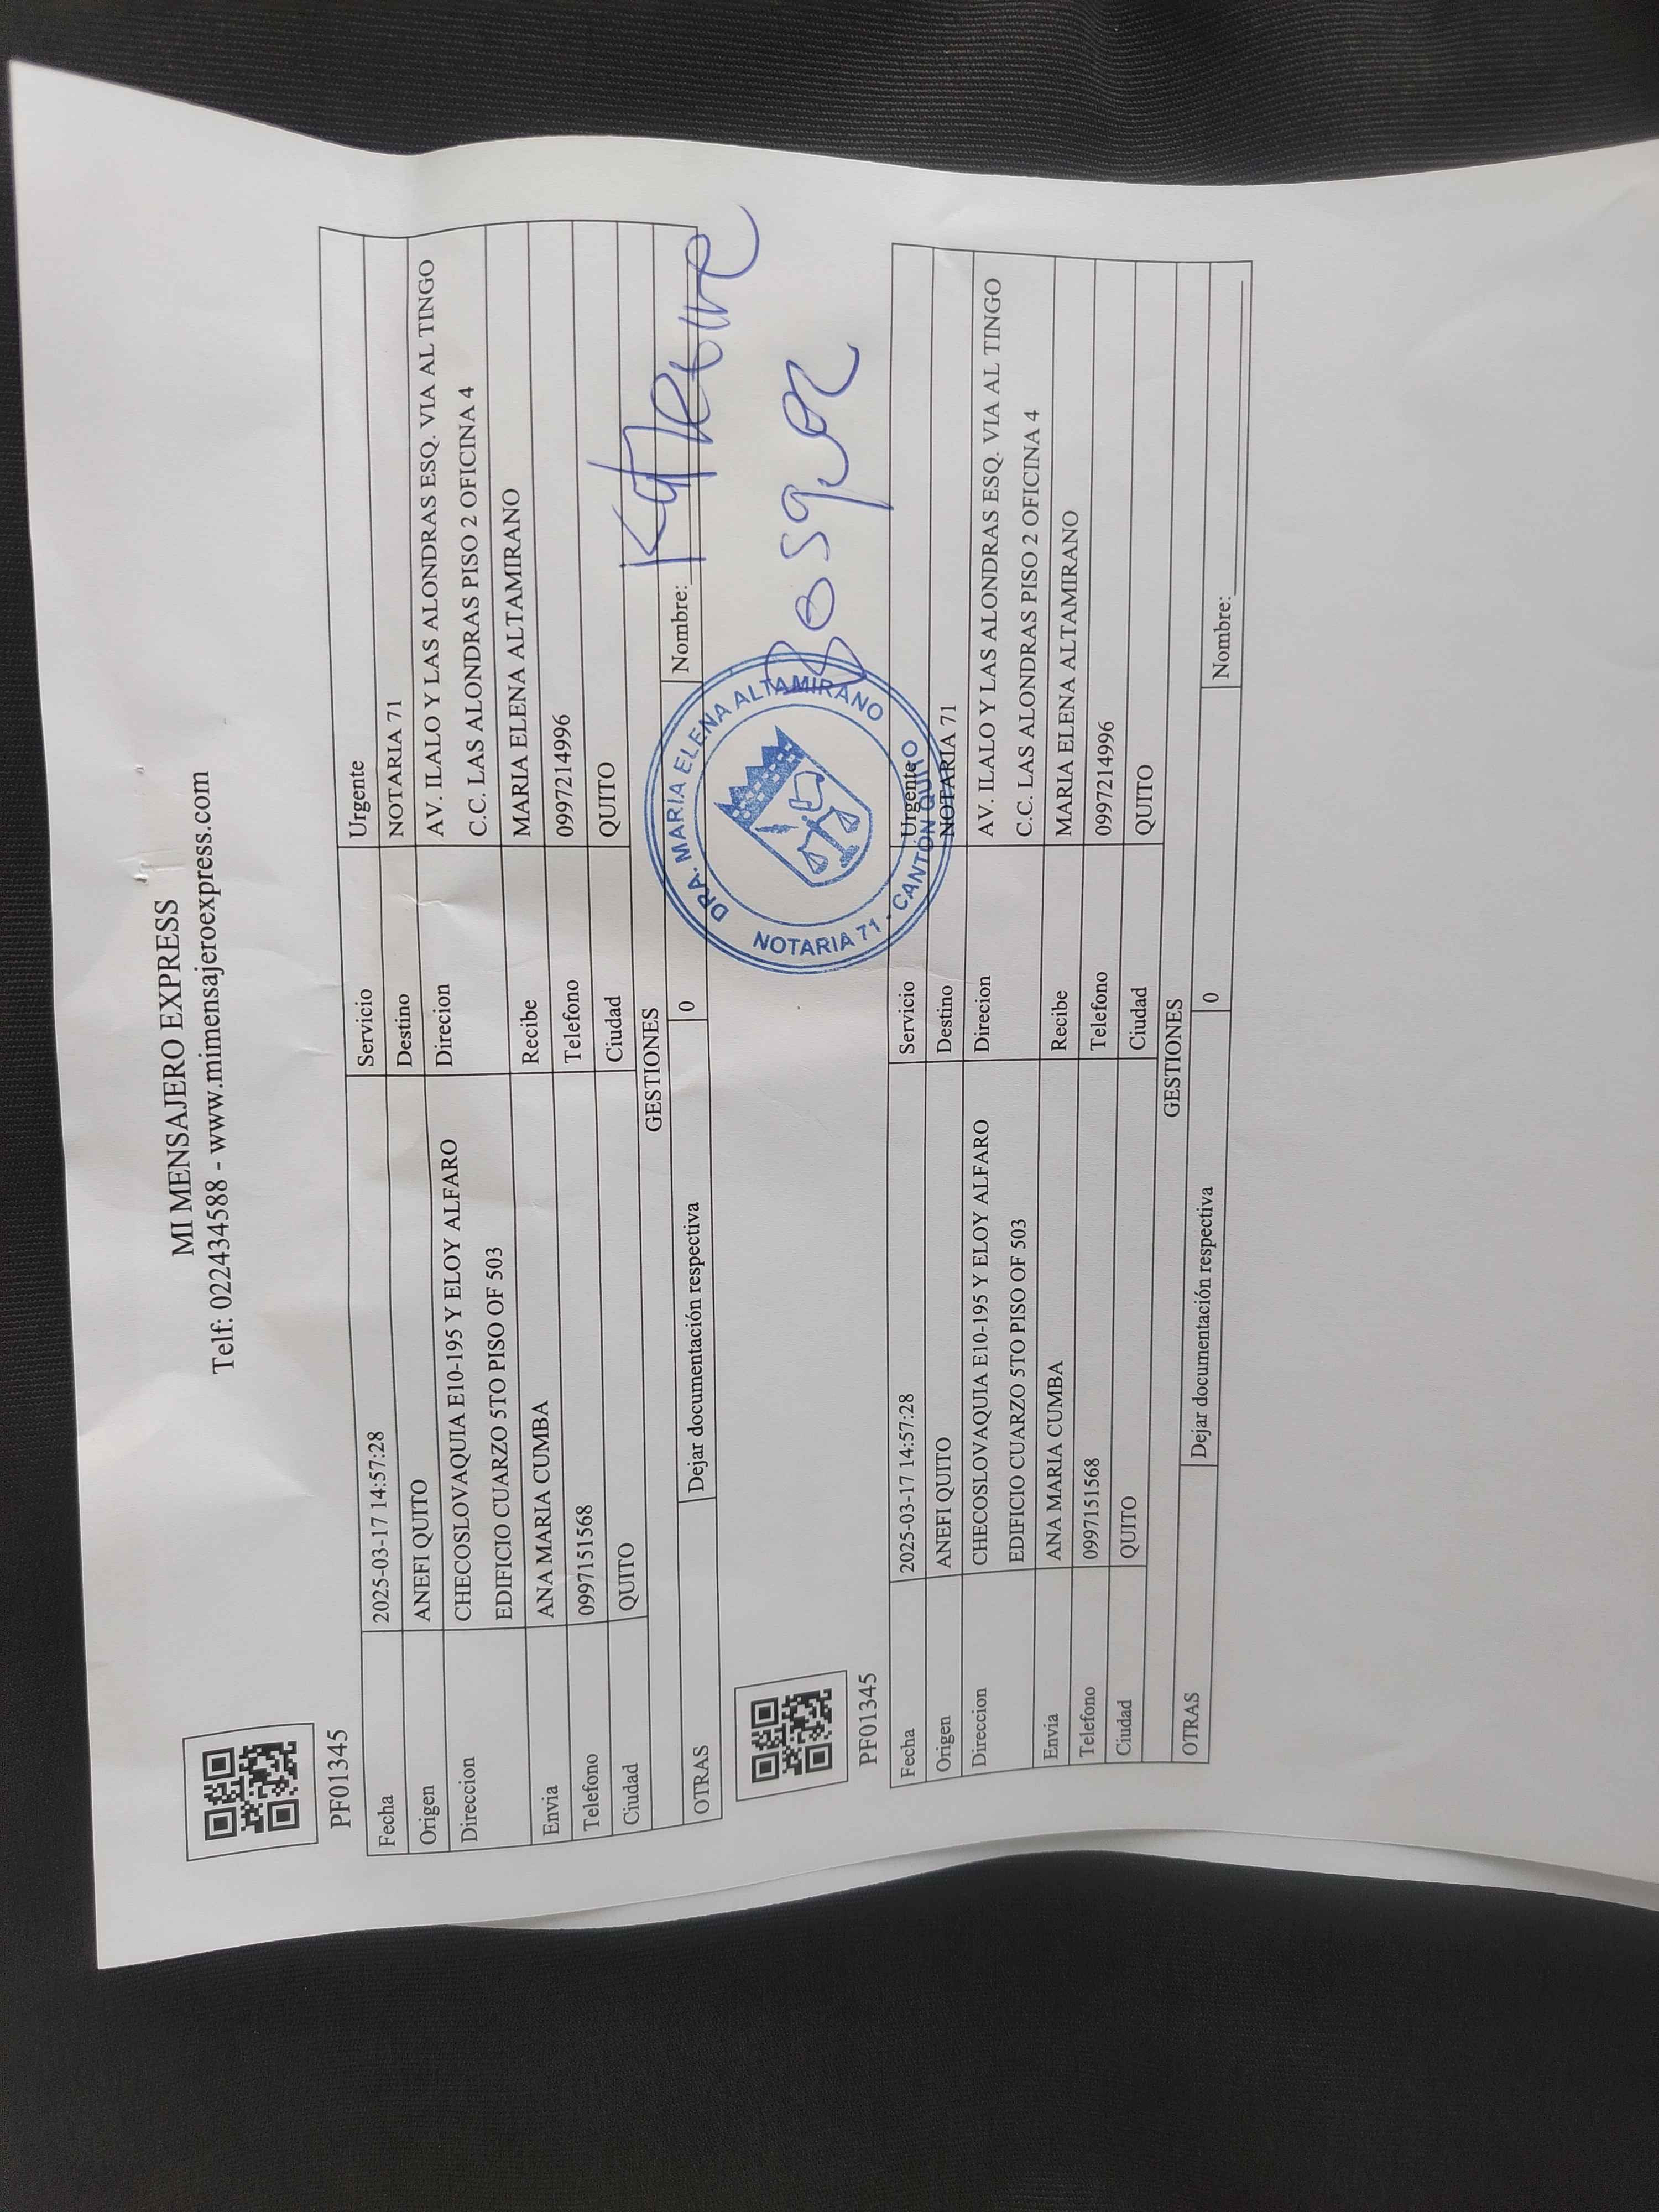 MI MENSAJERO EXPRESS
Telf: 022434588 - www.mimensajeroexpress.com
PF01345
Fecha 2025-03-17 14:57:28 Servicio Urgente
Origen ANEFI QUITO Destino NOTARIA 71
Direccion CHECOSLOVAQUIA E10-195 Y ELOY ALFARO Direcion AV. ILALO Y LAS ALONDRAS ESQ. VIA AL TINGO
EDIFICIO CUARZO 5TO PISO OF 503 C.C. LAS ALONDRAS PISO 2 OFICINA 4
Envia ANA MARIA CUMBA Recibe MARIA ELENA ALTAMIRANO
Telefono 0997151568 Telefono 0997214996
Ciudad QUITO Ciudad QUITO
GESTIONES
OTRAS Dejar documentación respectiva 0 Nombre:
Katherine
Bosquez
DRA. MARIA ELENA ALTAMIRANO
NOTARIA 71 - CANTÓN QUITO
PF01345
Fecha 2025-03-17 14:57:28 Servicio Urgente
Origen ANEFI QUITO Destino NOTARIA 71
Direccion CHECOSLOVAQUIA E10-195 Y ELOY ALFARO Direcion AV. ILALO Y LAS ALONDRAS ESQ. VIA AL TINGO
EDIFICIO CUARZO 5TO PISO OF 503 C.C. LAS ALONDRAS PISO 2 OFICINA 4
Envia ANA MARIA CUMBA Recibe MARIA ELENA ALTAMIRANO
Telefono 0997151568 Telefono 0997214996
Ciudad QUITO Ciudad QUITO
GESTIONES
OTRAS Dejar documentación respectiva 0 Nombre: